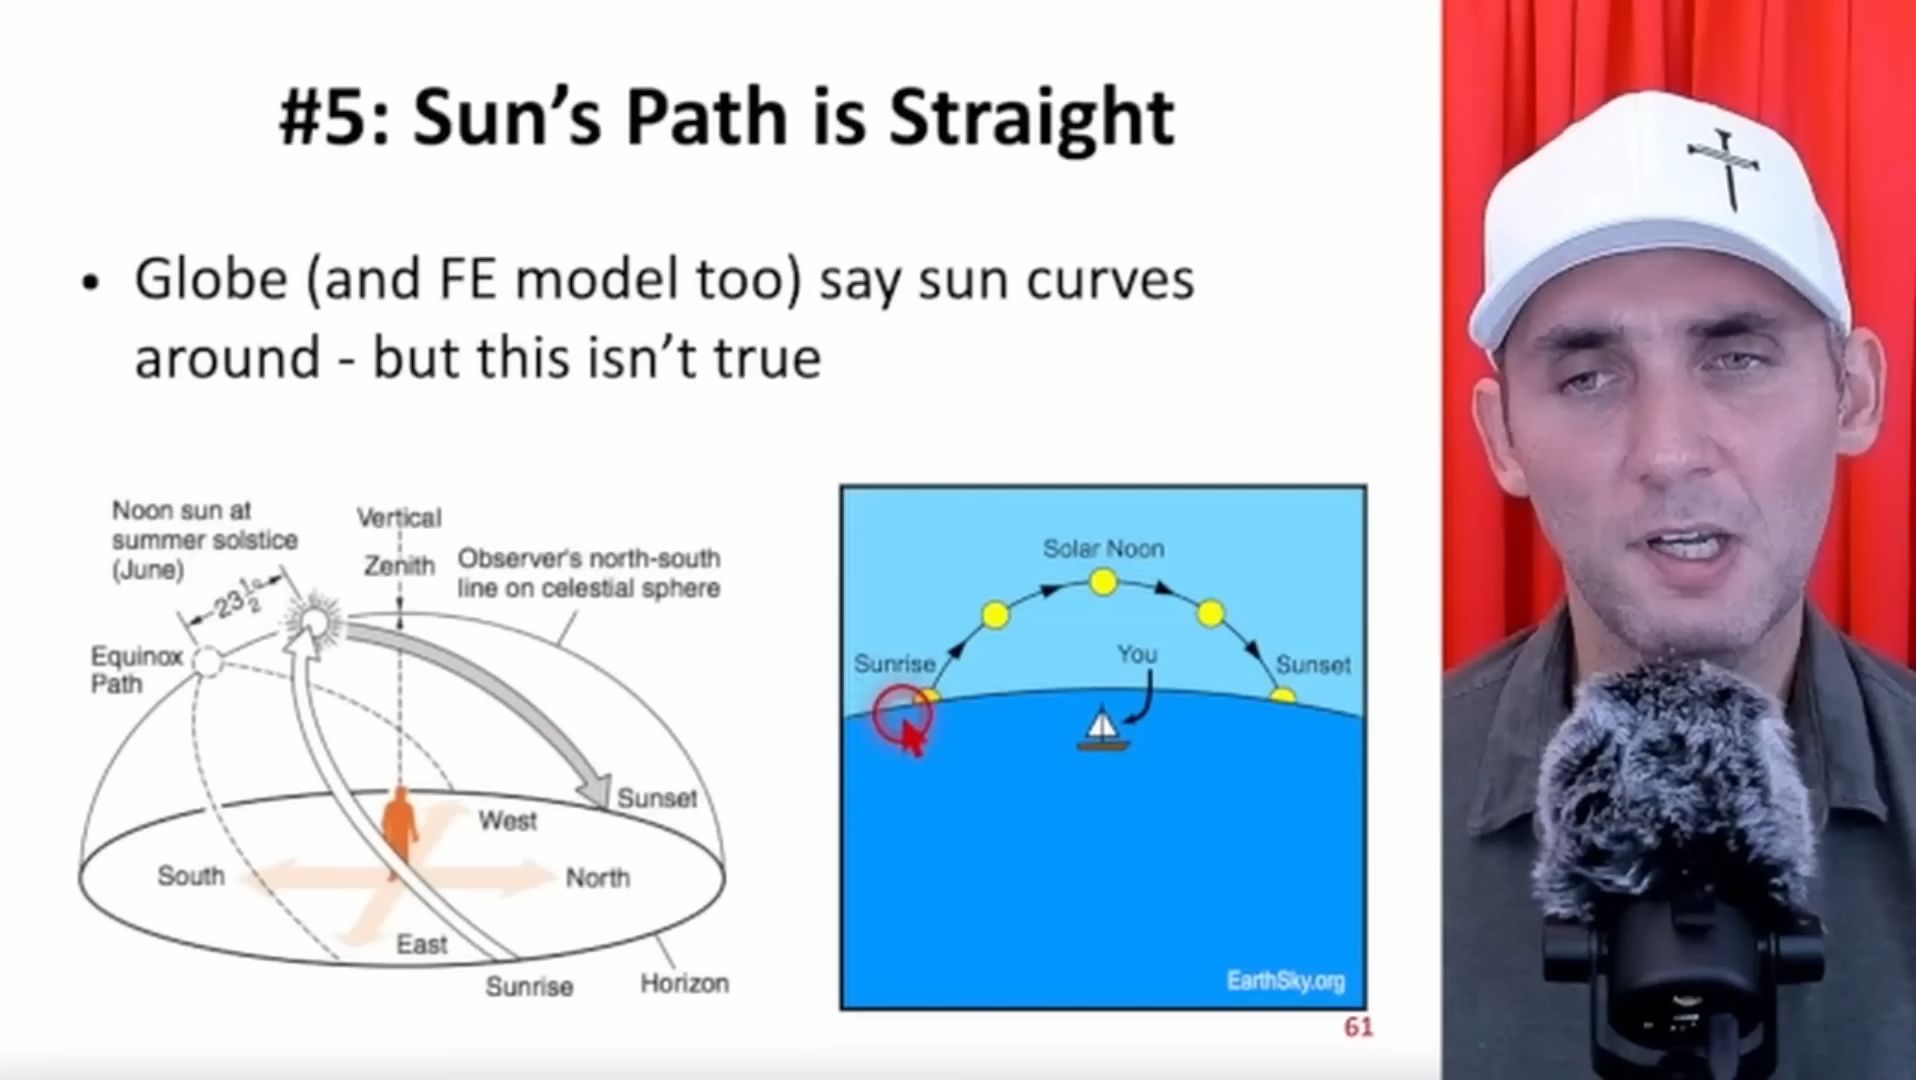 #5: Sun's Path is Straight
• Globe (and FE model too) say sun curves
around - but this isn't true
Noon sun at
summer solstice
(June)
23½°
Vertical
Zenith
Observer's north-south
line on celestial sphere
Equinox
Path
Sunset
West
South
North
East
Sunrise
Horizon
Solar Noon
Sunrise
You
Sunset
EarthSky.org
61